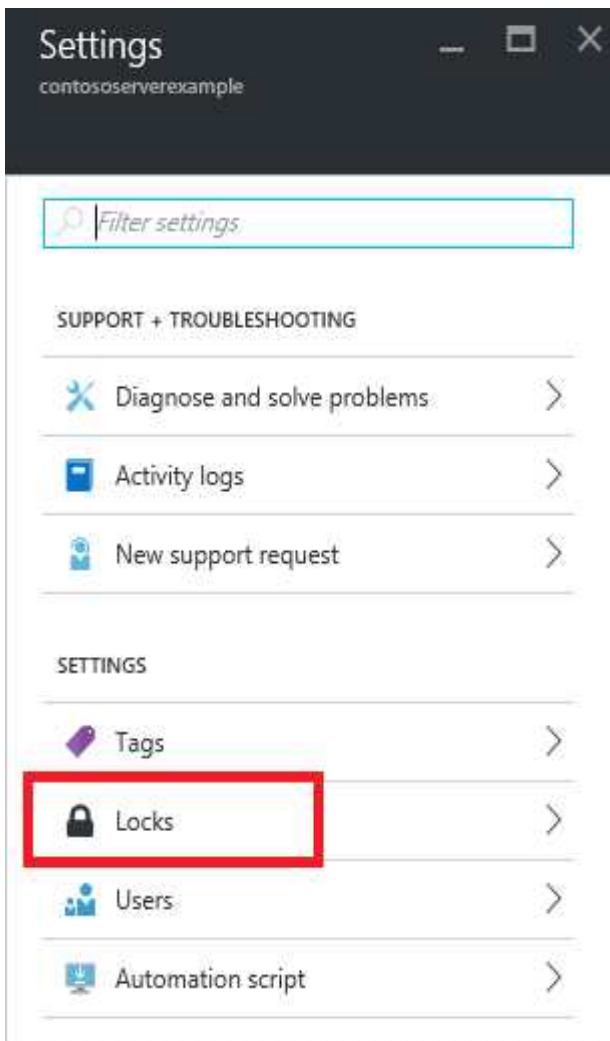 Settings
contososerverexample
Filter settings
SUPPORT + TROUBLESHOOTING
Diagnose and solve problems
Activity logs
New support request
SETTINGS
Tags
Locks
Users
Automation script